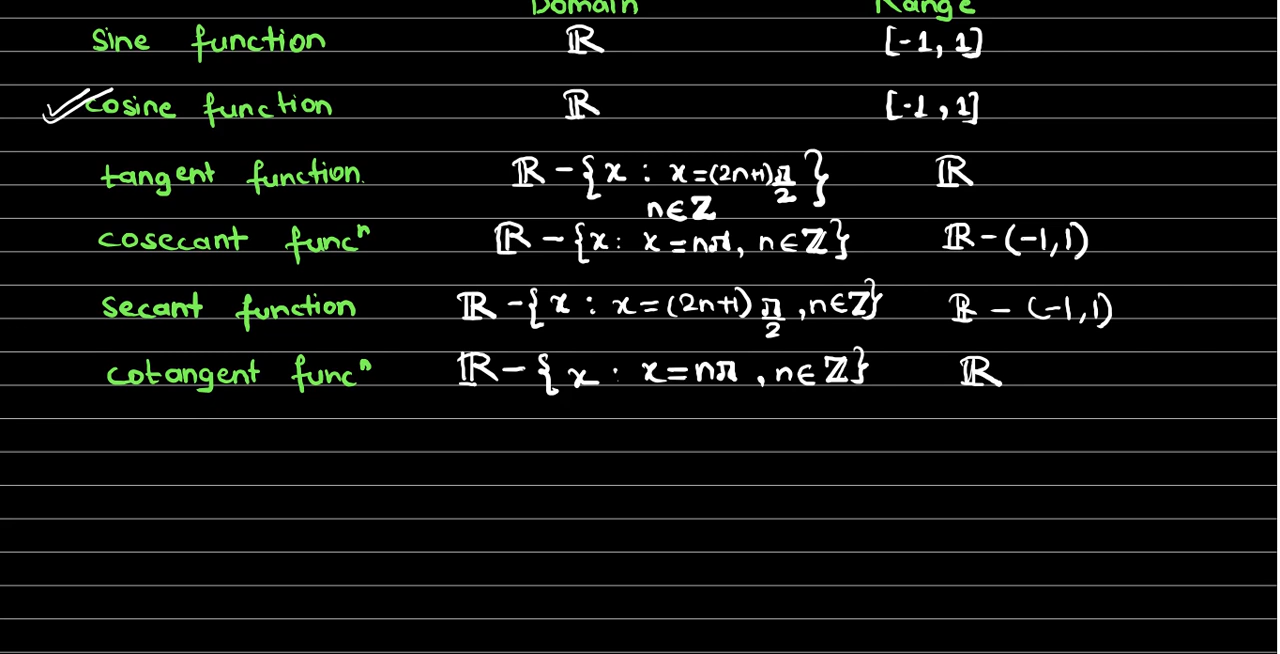 Domain Range
Sine function ℝ [-1, 1]
cosine function ℝ [-1, 1]
tangent function. ℝ - {x : x = (2n+1)π/2} ℝ
n∈ℤ
cosecant funcⁿ ℝ - {x : x = nπ, n∈ℤ} ℝ - (-1, 1)
secant function ℝ - {x : x = (2n+1)π/2, n∈ℤ} ℝ - (-1, 1)
cotangent funcⁿ ℝ - {x : x = nπ, n∈ℤ} ℝ